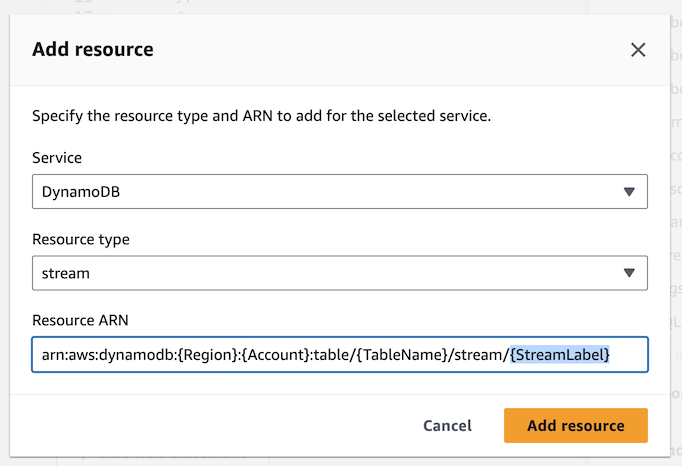 Add resource
Specify the resource type and ARN to add for the selected service.
Service
DynamoDB
Resource type
stream
Resource ARN
arn:aws:dynamodb:{Region}:{Account}:table/{TableName}/stream/{StreamLabel}
Cancel
Add resource